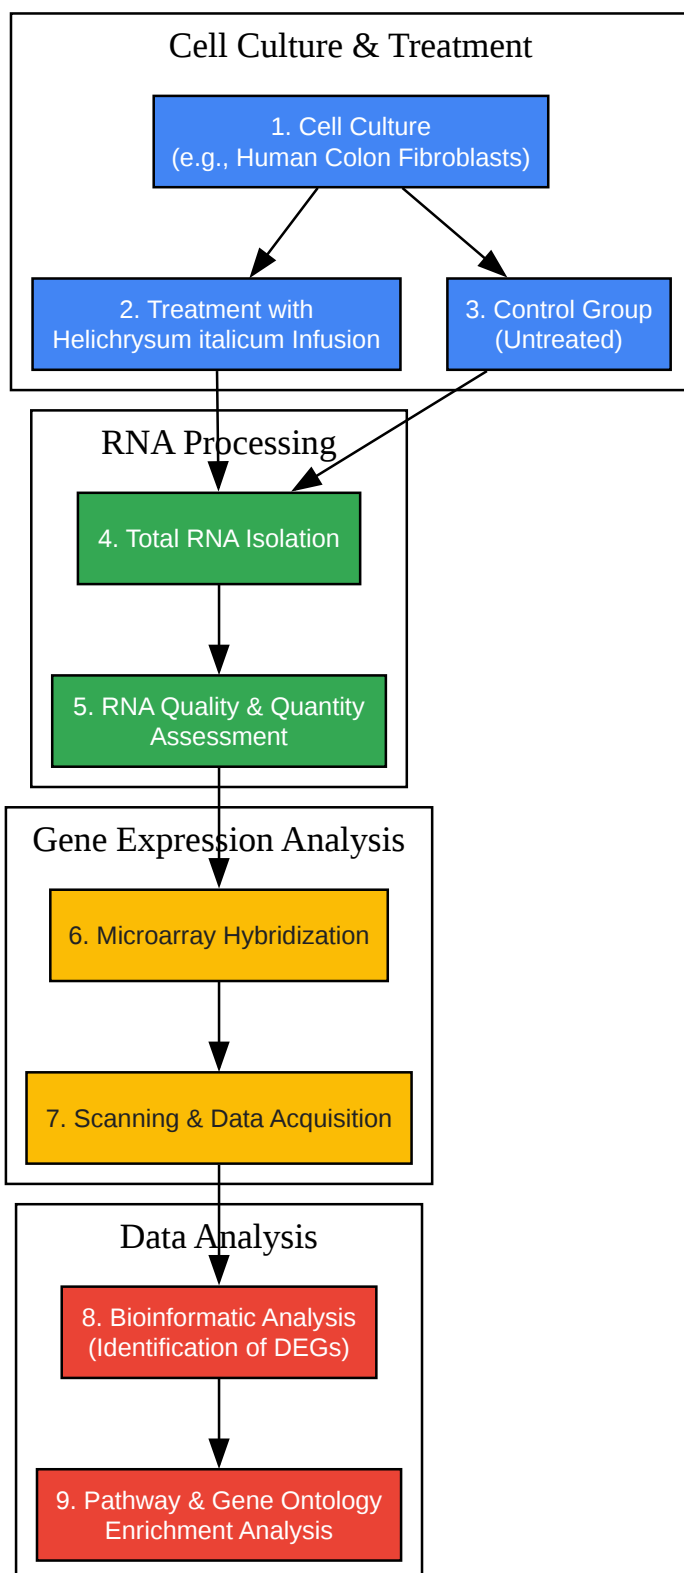 Cell Culture & Treatment
1. Cell Culture
(e.g., Human Colon Fibroblasts)
2. Treatment with
Helichrysum italicum Infusion
3. Control Group
(Untreated)
RNA Processing
4. Total RNA Isolation
5. RNA Quality & Quantity
Assessment
Gene Expression Analysis
6. Microarray Hybridization
7. Scanning & Data Acquisition
Data Analysis
8. Bioinformatic Analysis
(Identification of DEGs)
9. Pathway & Gene Ontology
Enrichment Analysis